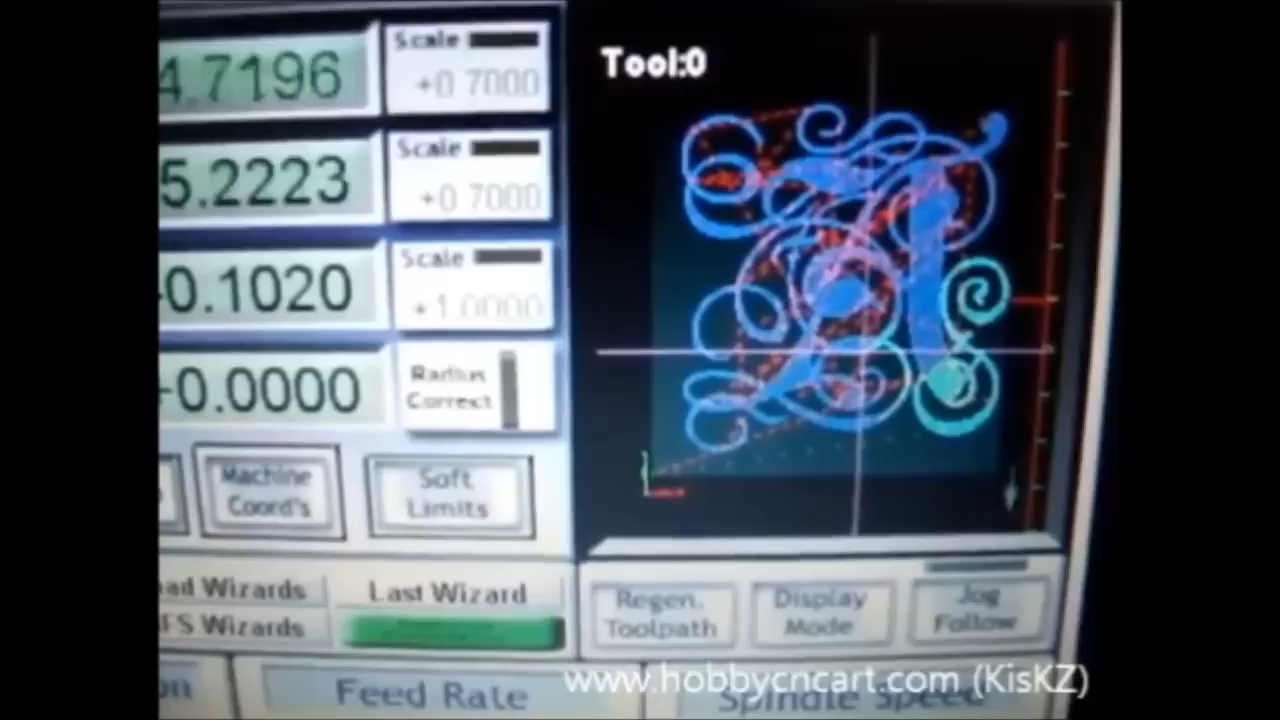 4.7196
Scale
+0.7000
Tool:0
5.2223
Scale
+0.7000
-0.1020
Scale
+1.0000
+0.0000
Radius
Correct
Machine
Coord's
Soft
Limits
Wizards
Last Wizard
Wizards
Regen.
Toolpath
Display
Mode
Jog
Follow
Feed Rate
Spindle Speed
www.hobbycncart.com (KisKZ)